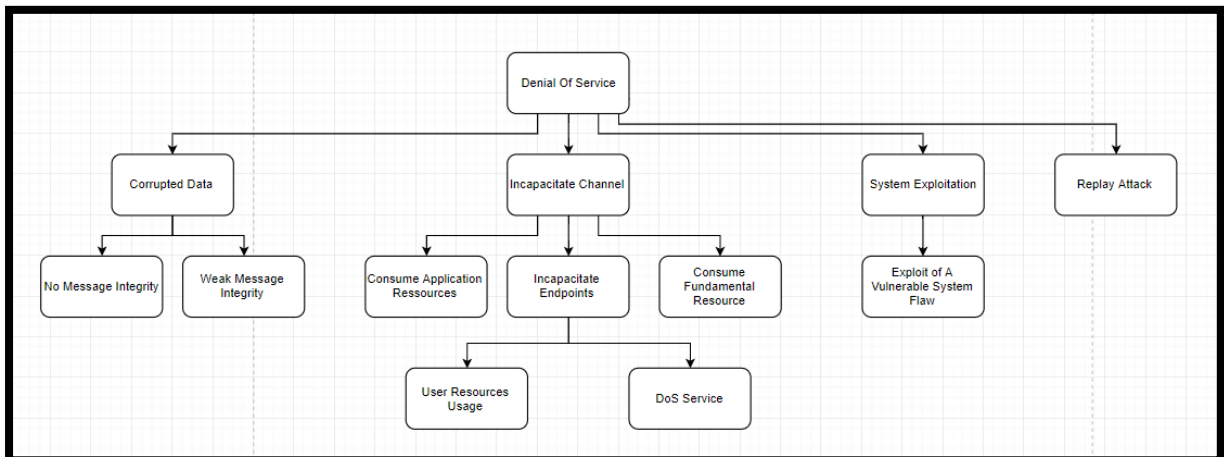 Denial Of Service
Corrupted Data
Incapacitate Channel
System Exploitation
Replay Attack
No Message Integrity
Weak Message
Integrity
Consume Application
Ressources
Incapacitate
Endpoints
Consume
Fundamental
Resource
Exploit of A
Vulnerable System
Flaw
User Resources
Usage
DoS Service